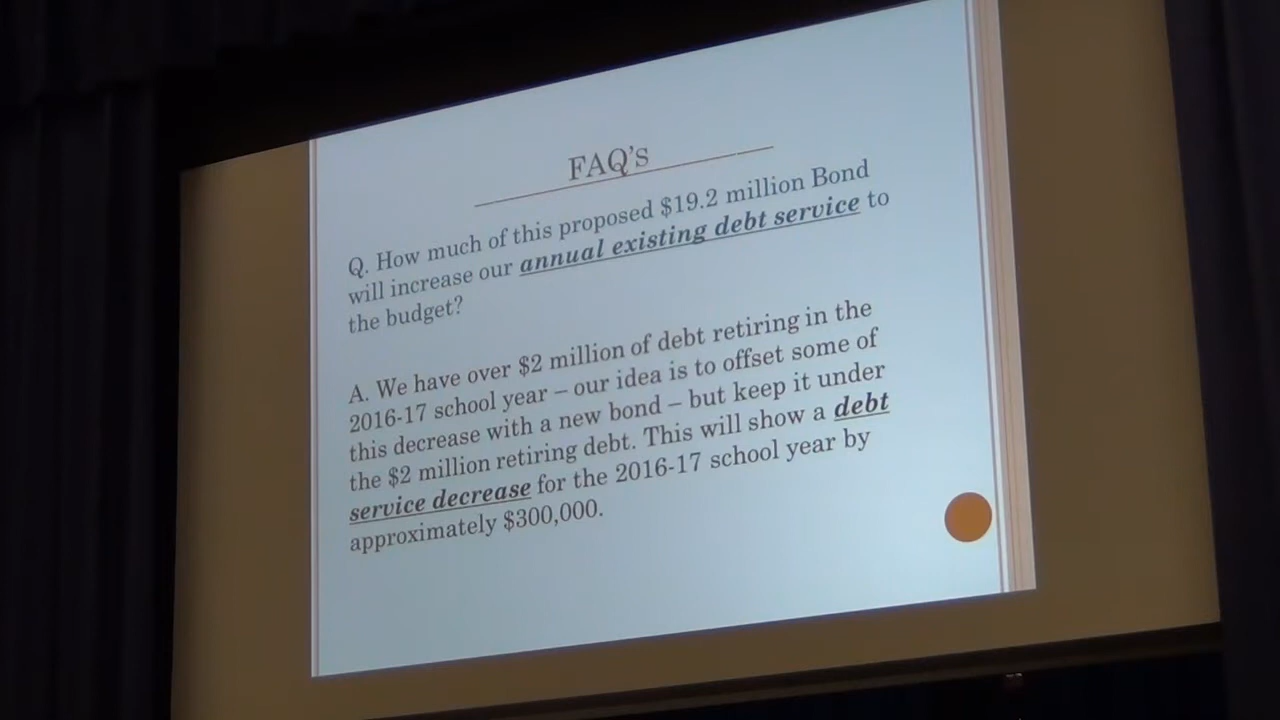 FAQ'S
Q. How much of this proposed $19.2 million Bond
will increase our annual existing debt service to
the budget?
A. We have over $2 million of debt retiring in the
2016-17 school year – our idea is to offset some of
this decrease with a new bond – but keep it under
the $2 million retiring debt. This will show a debt
service decrease for the 2016-17 school year by
approximately $300,000.